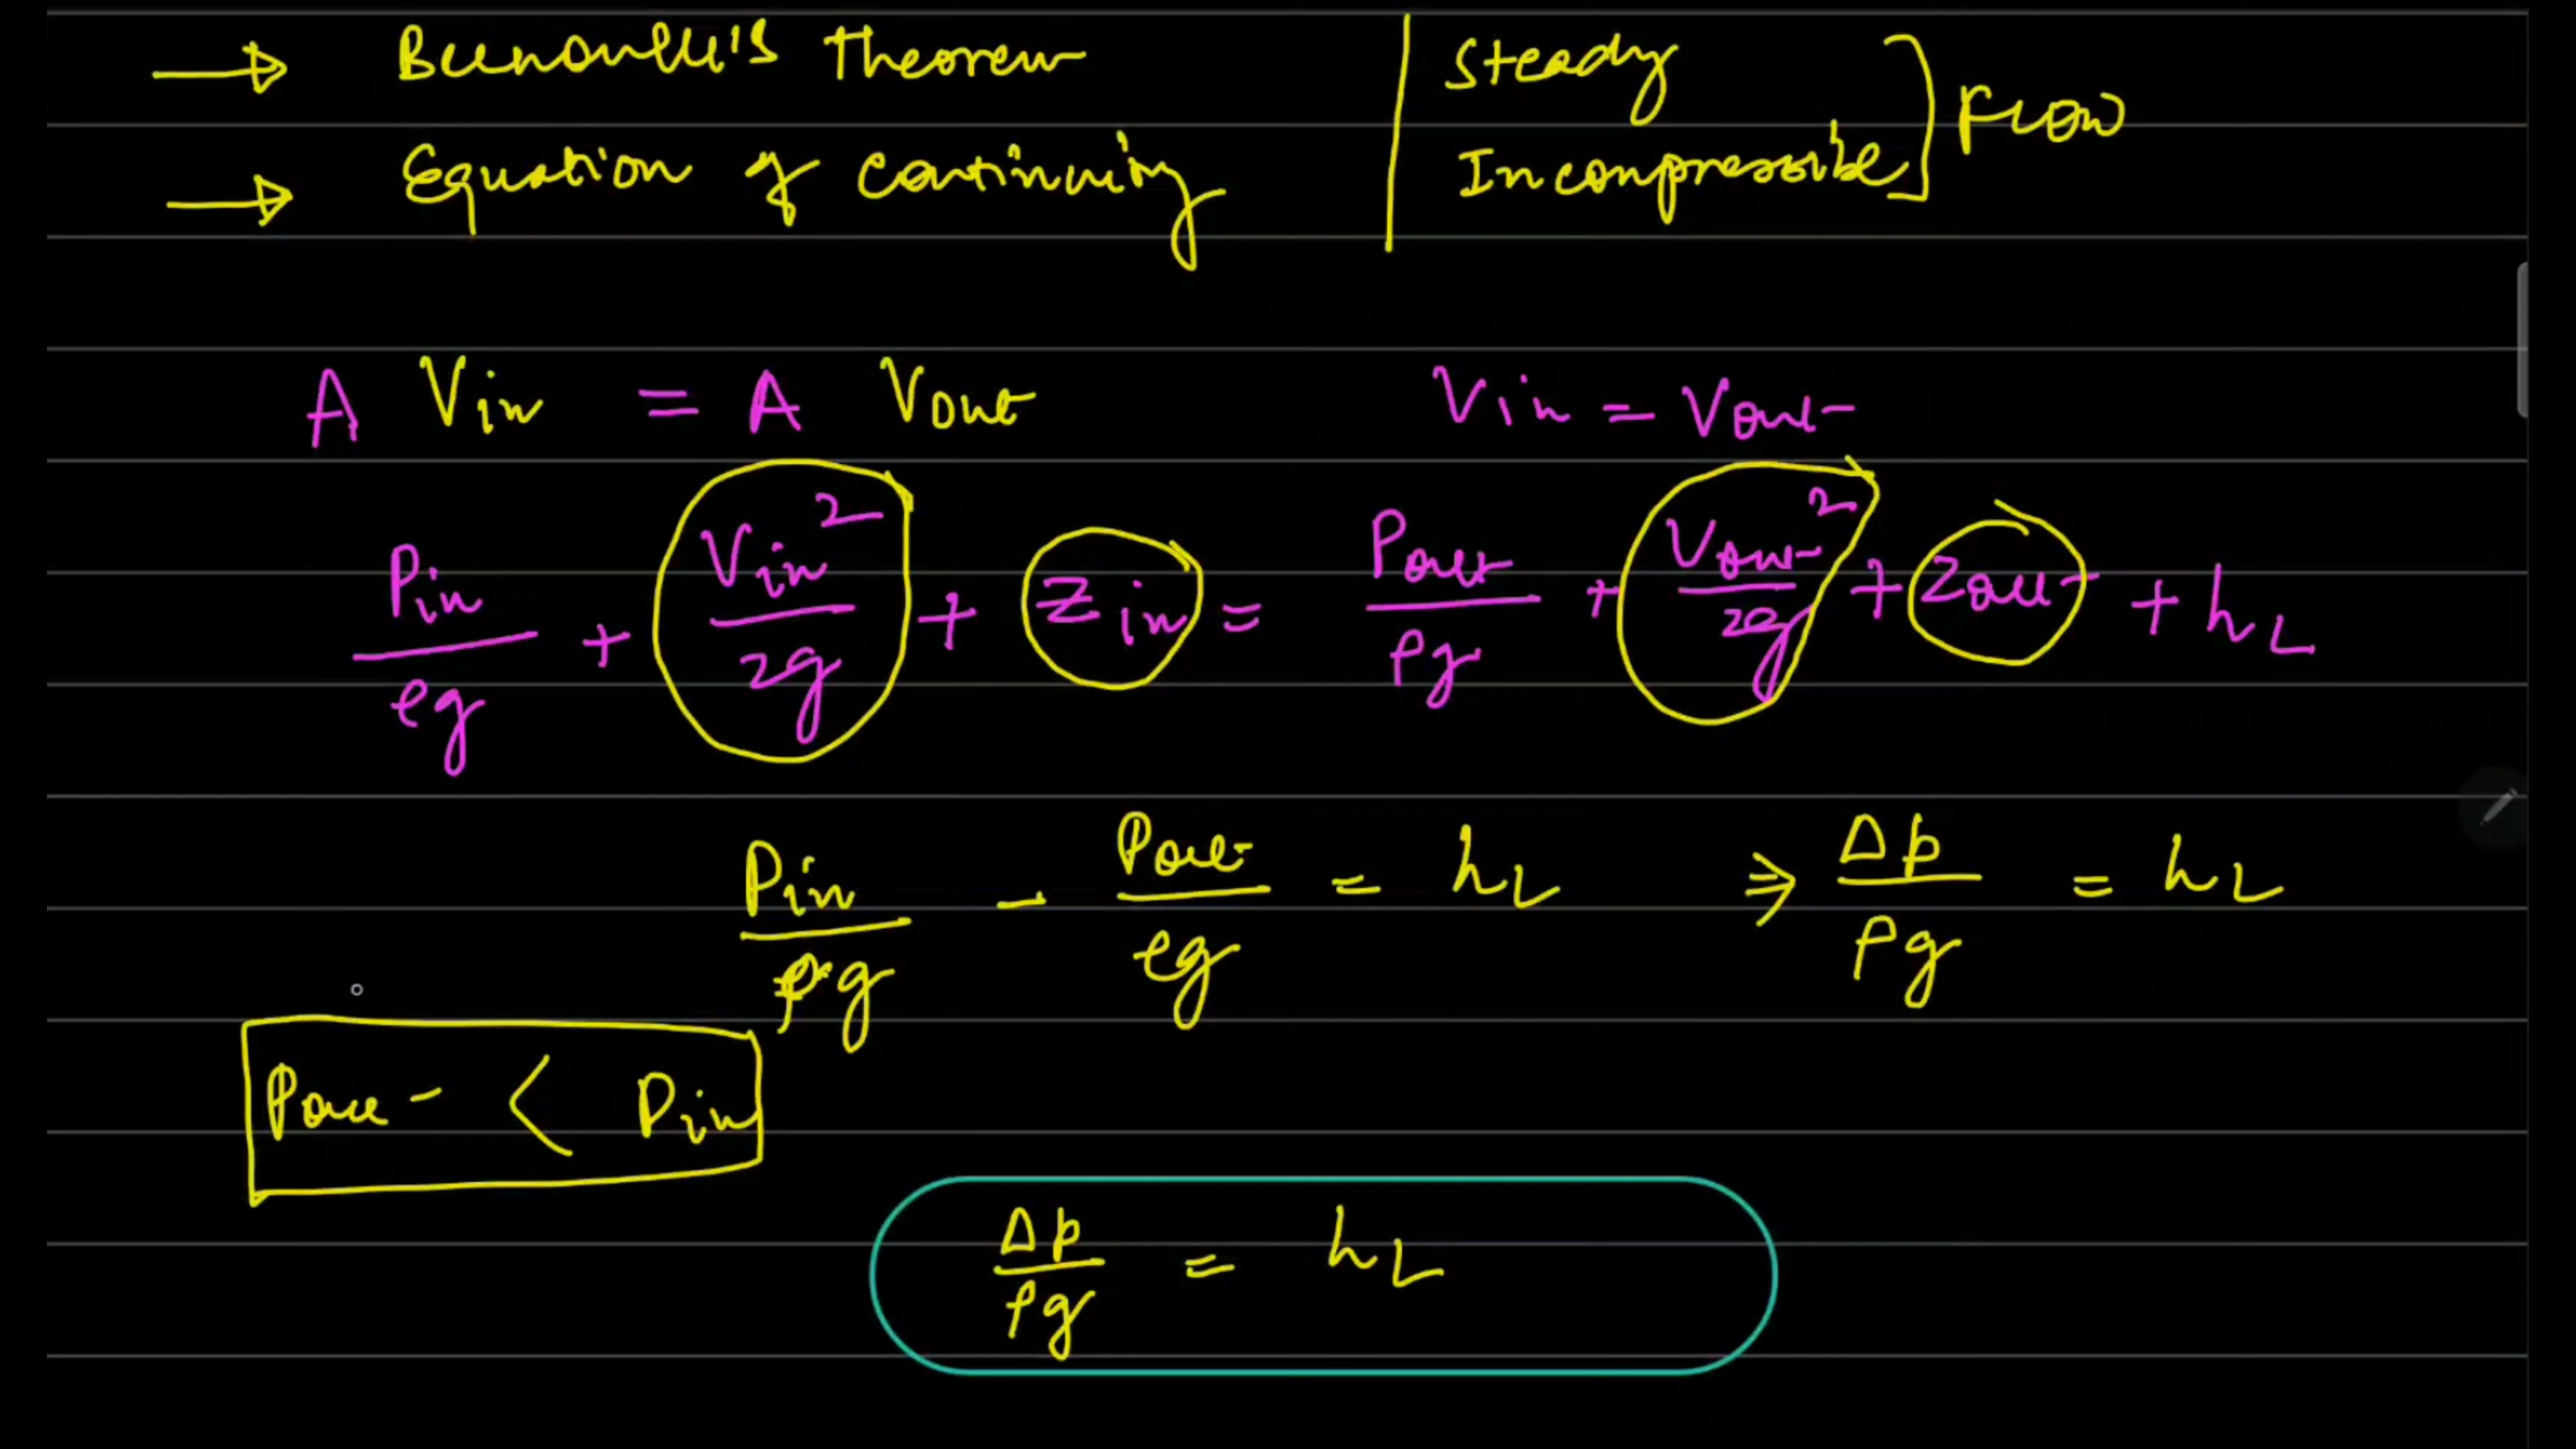 → Bernoulli's Theorem
→ Equation of continuity
Steady
Incompressible ] Flow
A Vin = A Vout
Vin = Vout
Pin/ρg + Vin²/2g + Zin = Pout/ρg + Vout²/2g + Zout + hL
Pin/ρg - Pout/ρg = hL ⇒ Δp/ρg = hL
Pout < Pin
Δp/ρg = hL